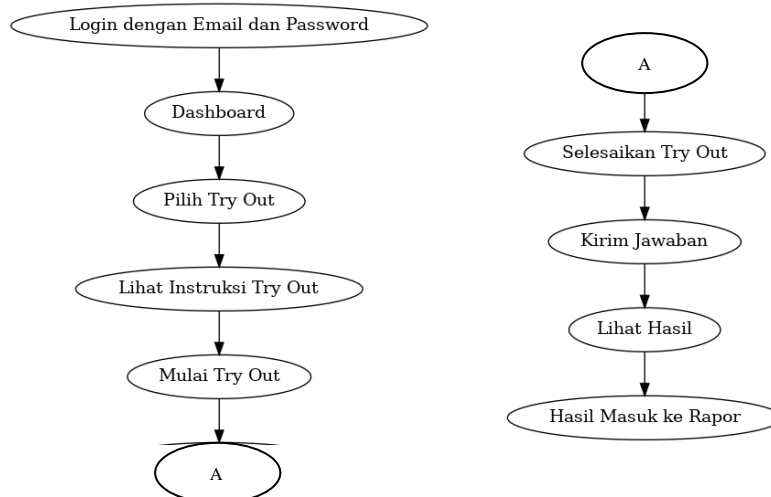 Login dengan Email dan Password
Dashboard
Pilih Try Out
Lihat Instruksi Try Out
Mulai Try Out
A
A
Selesaikan Try Out
Kirim Jawaban
Lihat Hasil
Hasil Masuk ke Rapor